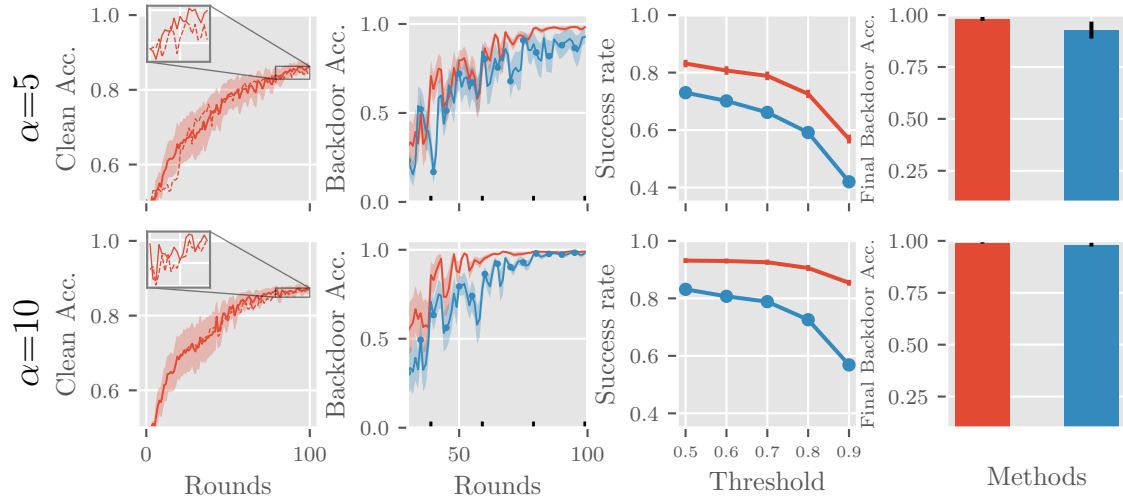 α=5
Clean Acc.
1.0
0.8
0.6
Backdoor Acc.
1.0
0.5
0.0
Success rate
1.0
0.8
0.6
0.4
Final Backdoor Acc.
1.00
0.75
0.50
0.25
α=10
Clean Acc.
1.0
0.8
0.6
0
100
Rounds
Backdoor Acc.
1.0
0.5
0.0
50
100
Rounds
Success rate
1.0
0.8
0.6
0.4
0.5 0.6 0.7 0.8 0.9
Threshold
Final Backdoor Acc.
1.00
0.75
0.50
0.25
Methods